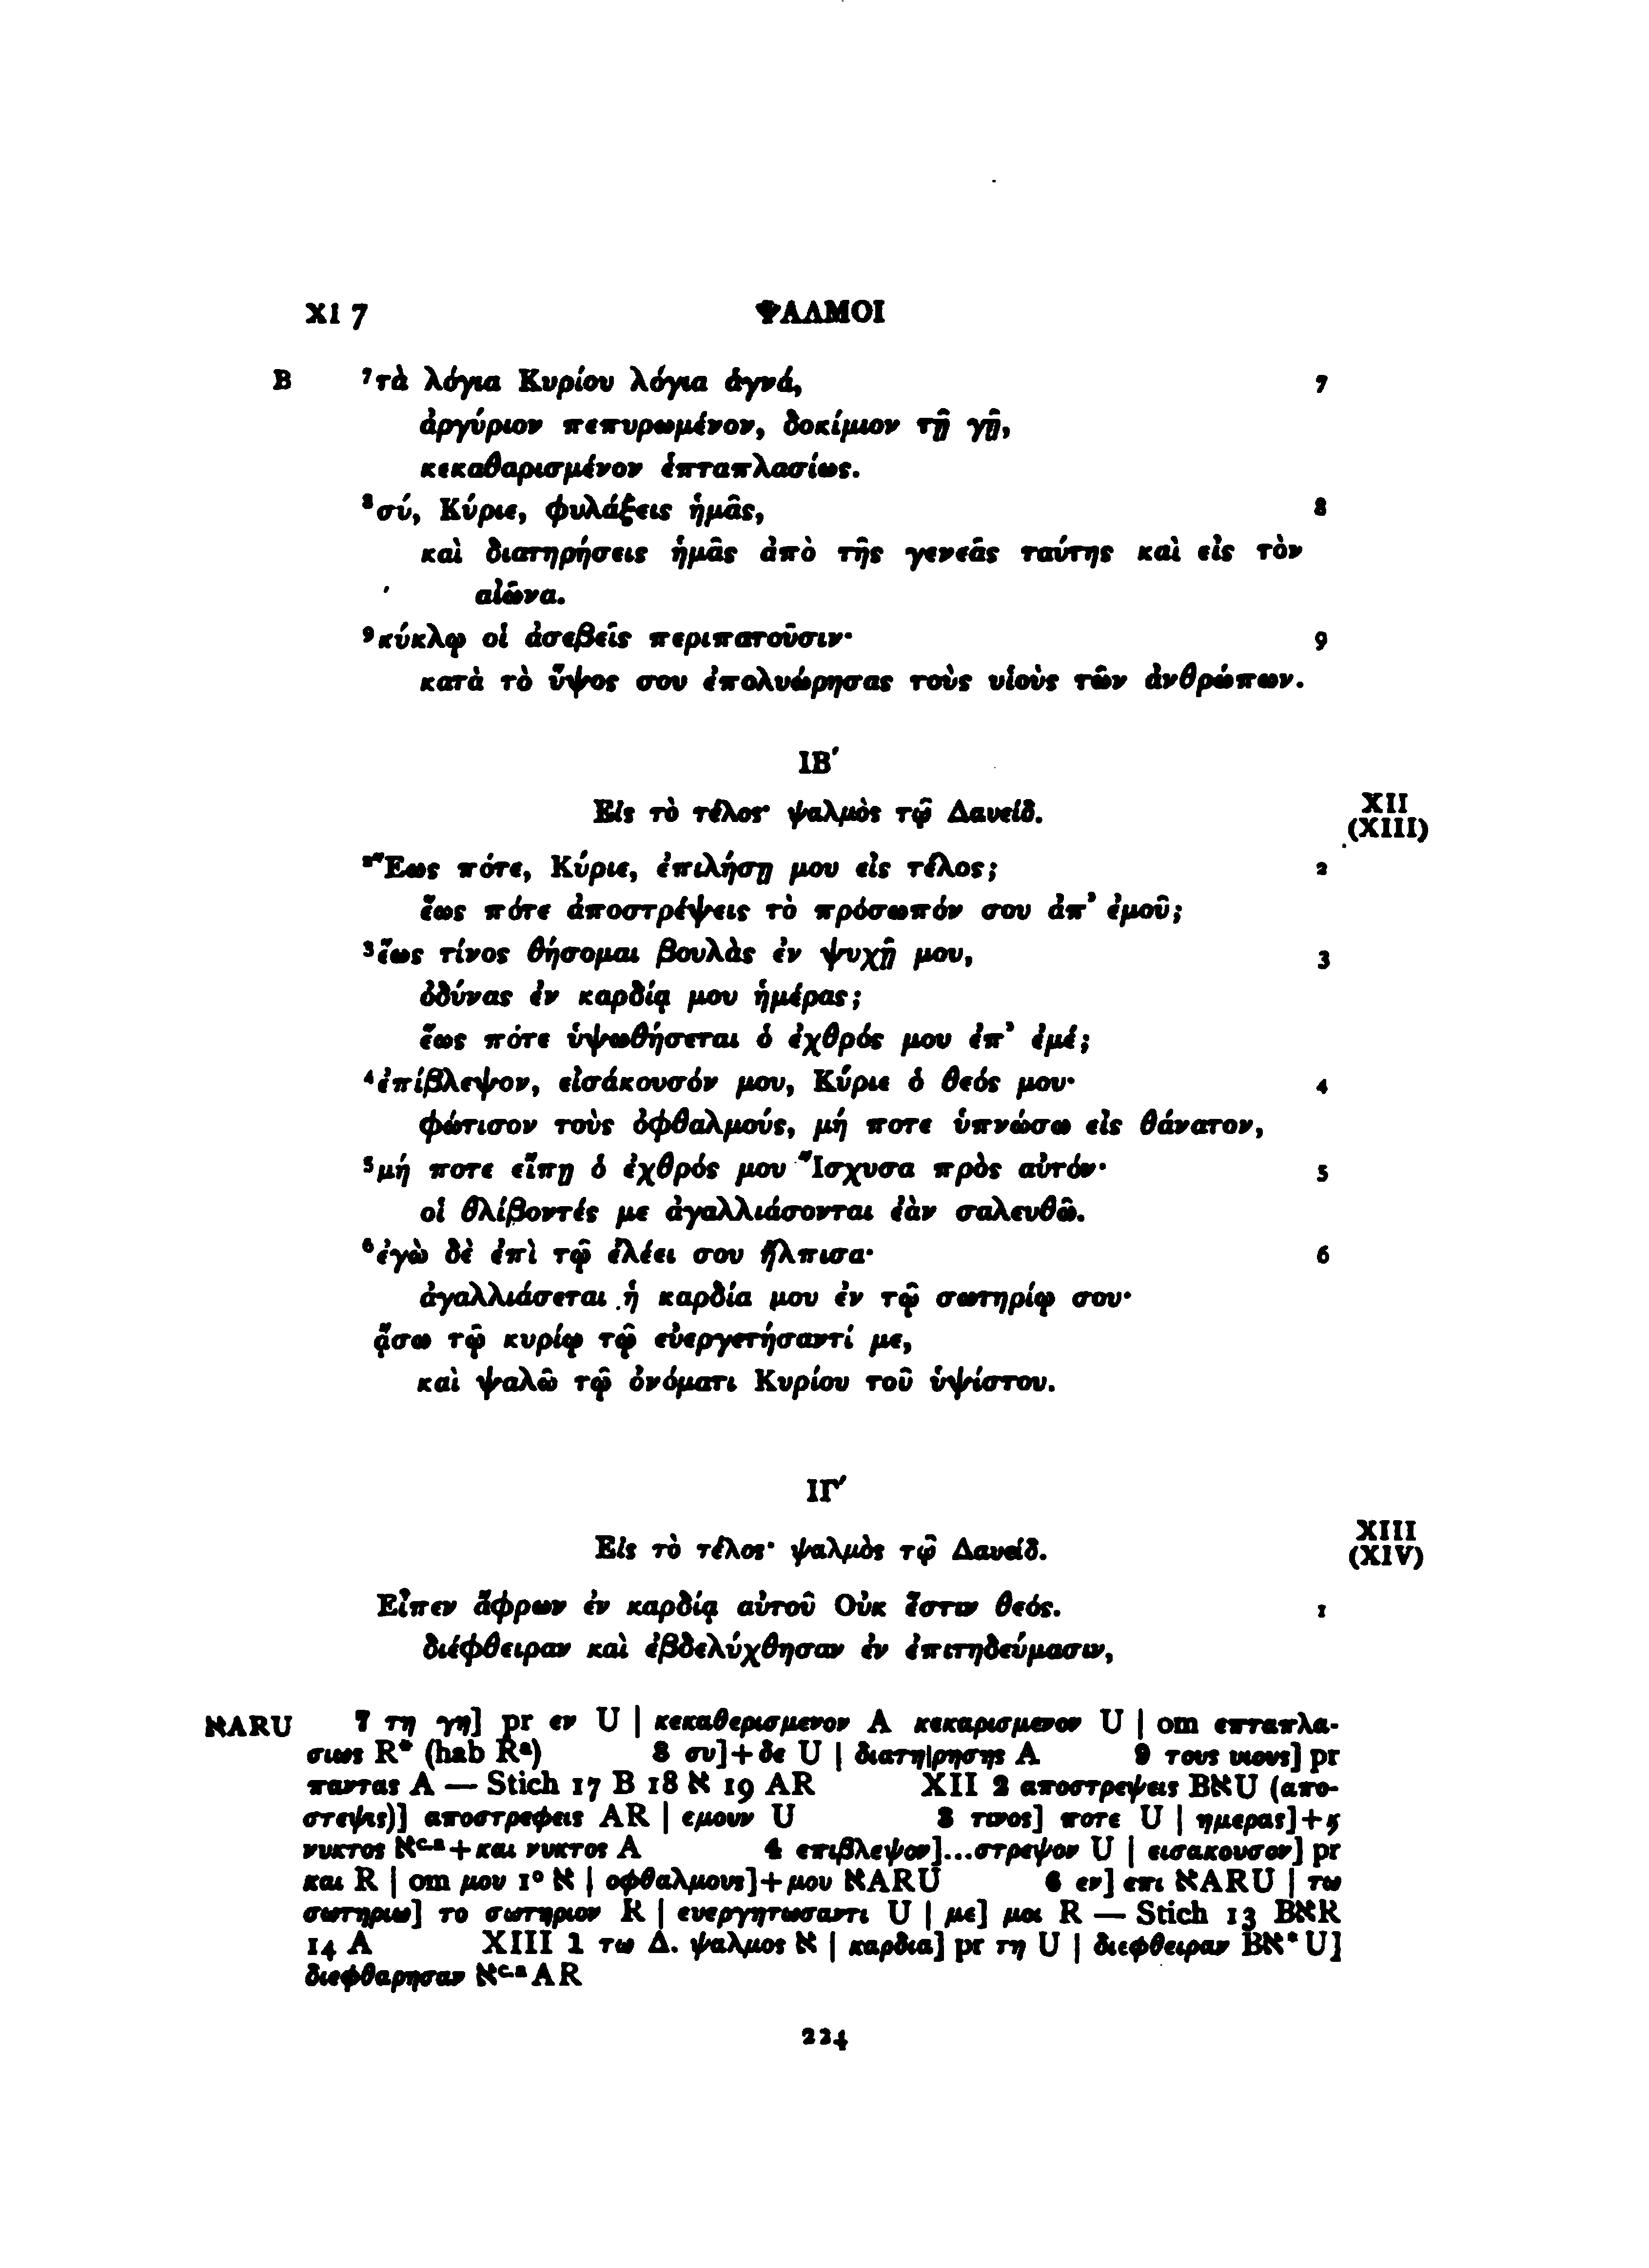 XI 7 ΨΑΛΜΟΙ
B ⁷τὰ λόγια Κυρίου λόγια ἁγνά, 7
ἀργύριον πεπυρωμένον, δοκίμιον τῇ γῇ,
κεκαθαρισμένον ἑπταπλασίως.
⁸σύ, Κύριε, φυλάξεις ἡμᾶς, 8
καὶ διατηρήσεις ἡμᾶς ἀπὸ τῆς γενεᾶς ταύτης καὶ εἰς τὸν
αἰῶνα.
⁹κύκλῳ οἱ ἀσεβεῖς περιπατοῦσιν· 9
κατὰ τὸ ὕψος σου ἐπολυώρησας τοὺς υἱοὺς τῶν ἀνθρώπων.
ΙΒ′
Εἰς τὸ τέλος· ψαλμὸς τῷ Δαυείδ. XII
(XIII)
²Ἕως πότε, Κύριε, ἐπιλήσῃ μου εἰς τέλος; 2
ἕως πότε ἀποστρέψεις τὸ πρόσωπόν σου ἀπ᾽ ἐμοῦ;
³ἕως τίνος θήσομαι βουλὰς ἐν ψυχῇ μου, 3
ὀδύνας ἐν καρδίᾳ μου ἡμέρας;
ἕως πότε ὑψωθήσεται ὁ ἐχθρός μου ἐπ᾽ ἐμέ;
⁴ἐπίβλεψον, εἰσάκουσόν μου, Κύριε ὁ θεός μου· 4
φώτισον τοὺς ὀφθαλμούς, μή ποτε ὑπνώσω εἰς θάνατον,
⁵μή ποτε εἴπῃ ὁ ἐχθρός μου Ἴσχυσα πρὸς αὐτόν· 5
οἱ θλίβοντές με ἀγαλλιάσονται ἐὰν σαλευθῶ.
⁶ἐγὼ δὲ ἐπὶ τῷ ἐλέει σου ἤλπισα· 6
ἀγαλλιάσεται ἡ καρδία μου ἐν τῷ σωτηρίῳ σου·
ᾄσω τῷ κυρίῳ τῷ εὐεργετήσαντί με,
καὶ ψαλῶ τῷ ὀνόματι Κυρίου τοῦ ὑψίστου.
ΙΓ′
Εἰς τὸ τέλος· ψαλμὸς τῷ Δαυείδ. XIII
(XIV)
Εἶπεν ἄφρων ἐν καρδίᾳ αὐτοῦ Οὐκ ἔστιν θεός. 1
διέφθειραν καὶ ἐβδελύχθησαν ἐν ἐπιτηδεύμασιν,
אARU 7 τη γη] pr εν U | κεκαθερισμενον A κεκαρισμενον U | om επταπλα-
σιως R* (hab Rᵃ) 8 συ]+δε U | διατη|ρησης A 9 τους υιους] pr
παντας A — Stich 17 B 18 א 19 AR XII 2 αποστρεψεις BאU (απο-
στεψις)] αποστρεφεις AR | εμουν U 3 τινος] ποτε U | ημερας]+ϗ
νυκτος אᶜ·ᵃ+και νυκτος A 4 επιβλεψον]...στρεψον U | εισακουσον] pr
και R | om μου 1° א | οφθαλμους]+μου אARU 6 εν] επι אARU | τω
σωτηριω] το σωτηριον R | ευεργητωσαντι U | με] μοι R — Stich 13 BאR
14 A XIII 1 τω Δ. ψαλμος א | καρδια] pr τη U | διεφθειραν Bא*U]
διεφθαρησαν אᶜ·ᵃAR
224